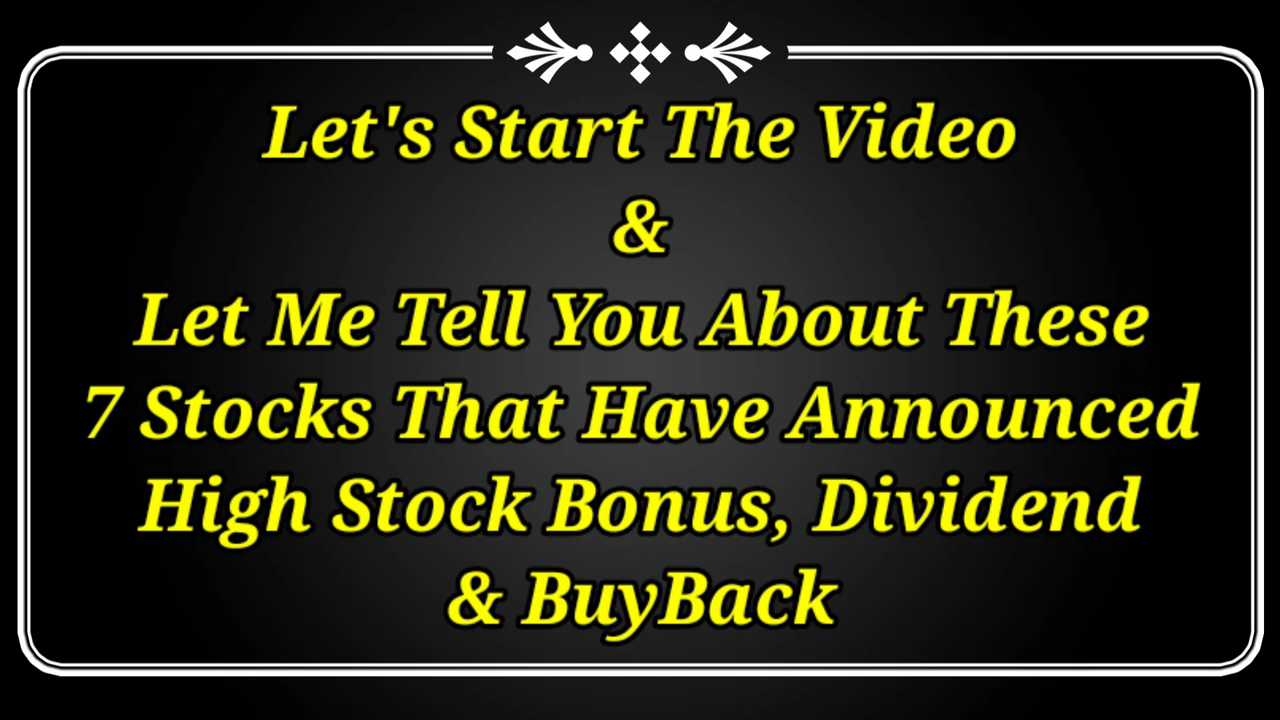 Let's Start The Video
&
Let Me Tell You About These
7 Stocks That Have Announced
High Stock Bonus, Dividend
& BuyBack